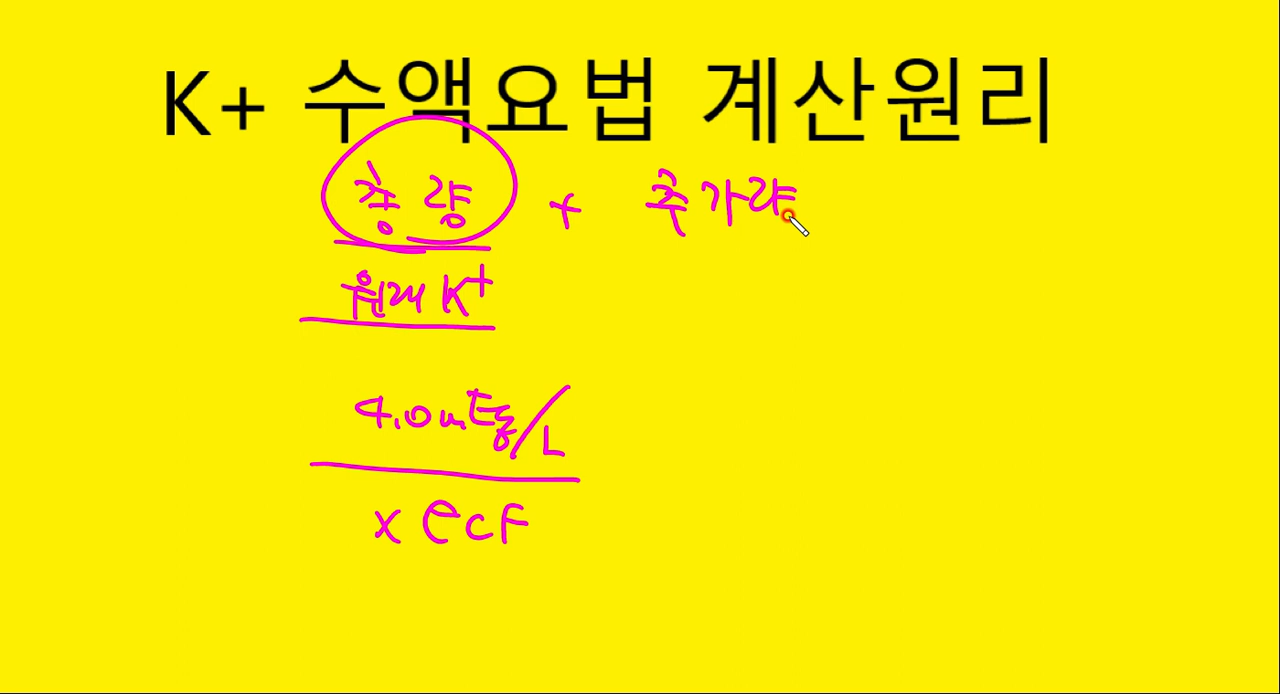 K+ 수액요법 계산원리
총량 + 추가량
원래 K+
4.0mEq/L
x ECF